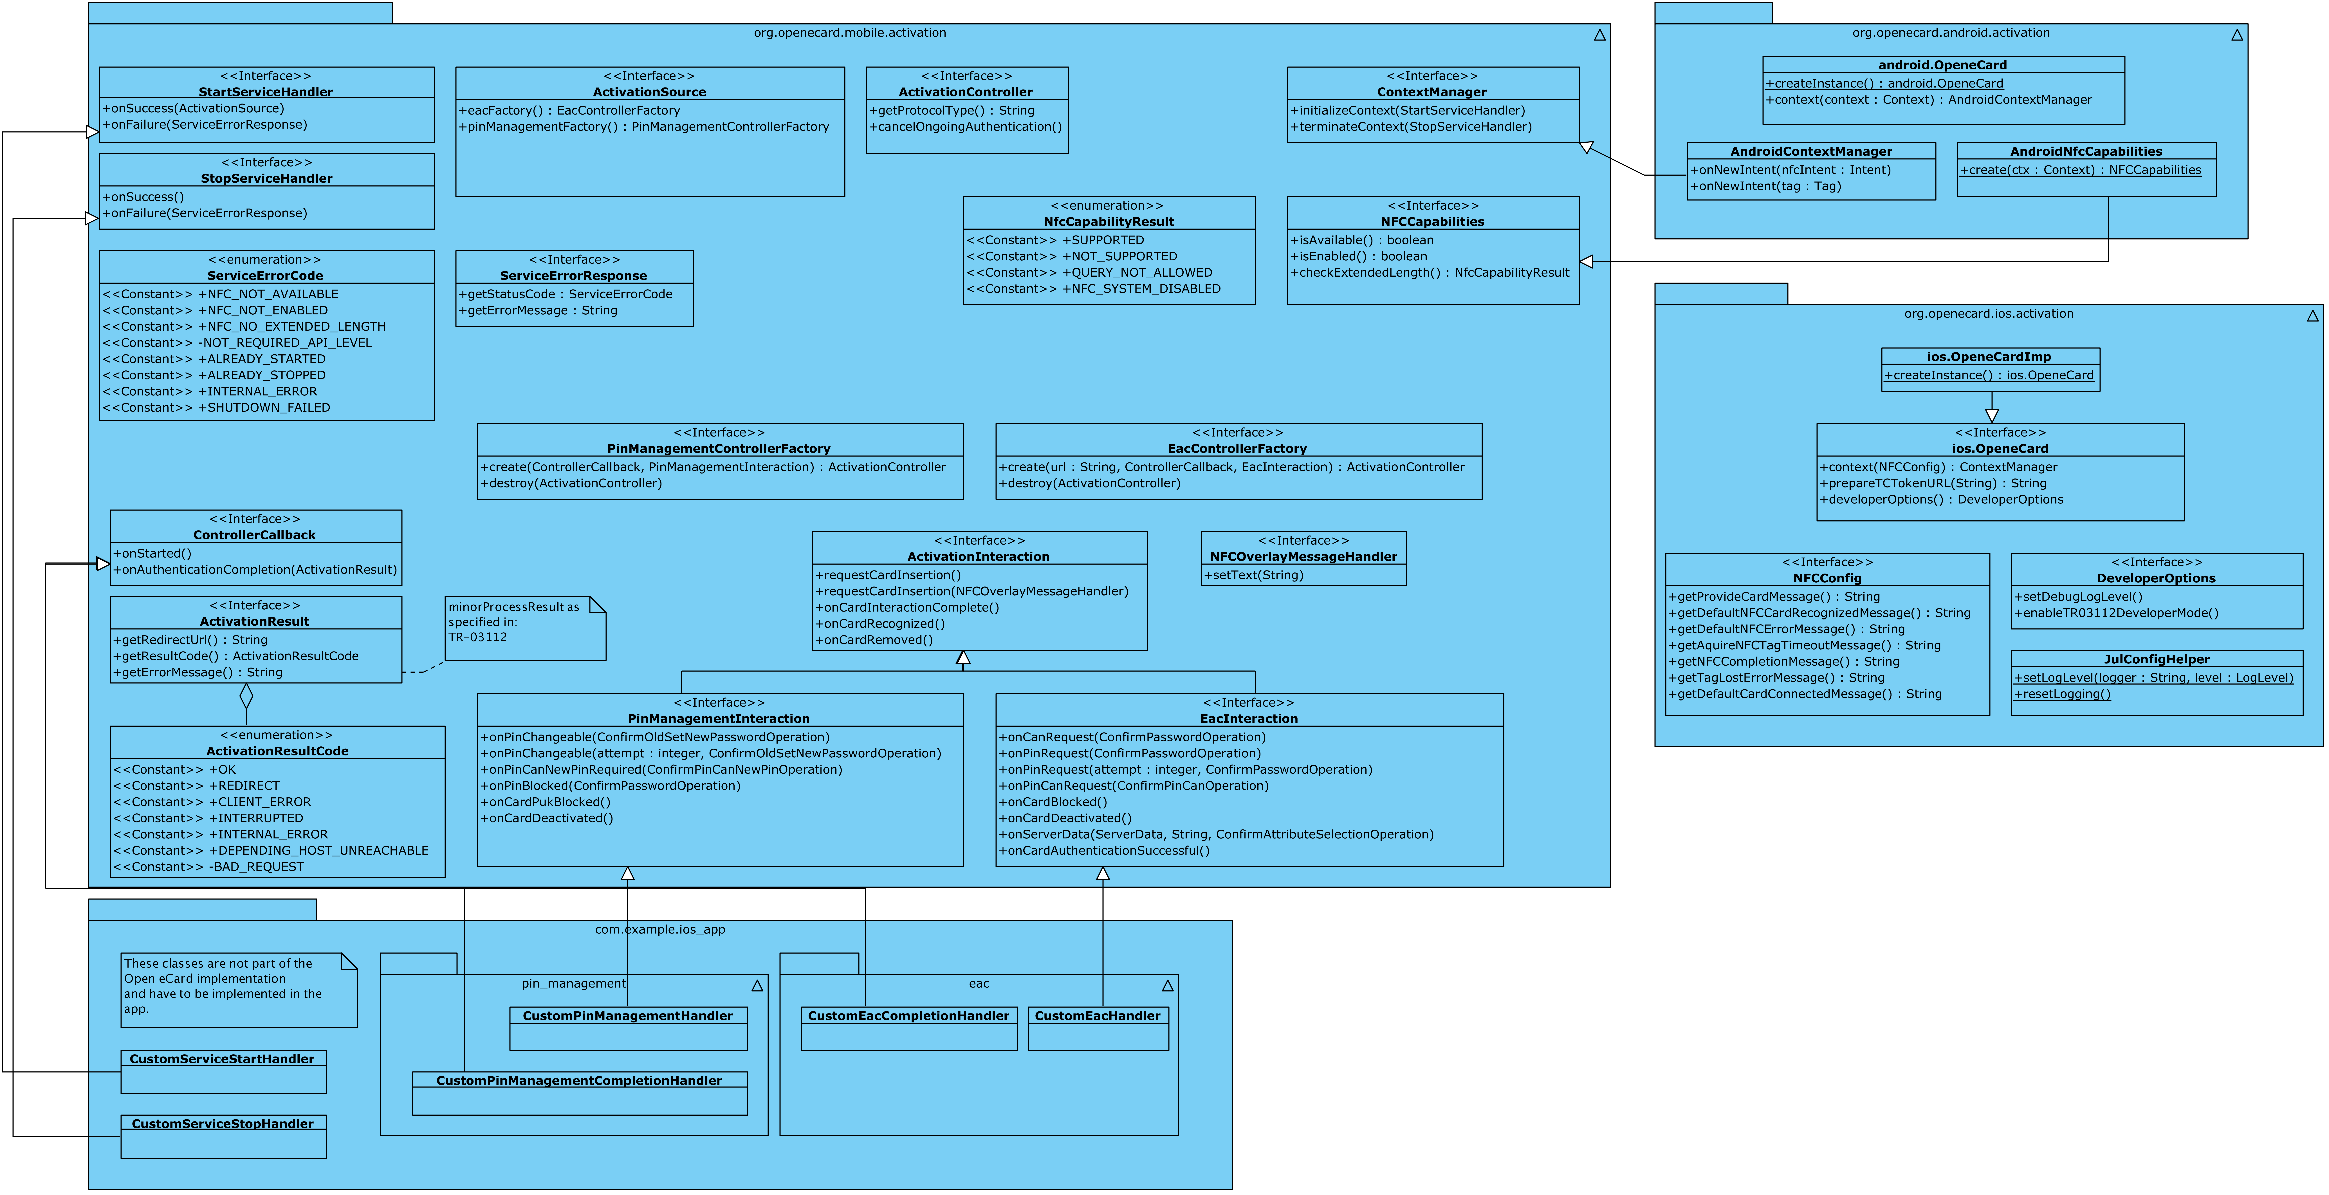 org.openecard.mobile.activation
<<Interface>>
StartServiceHandler
+onSuccess(ActivationSource)
+onFailure(ServiceErrorResponse)
<<Interface>>
ActivationSource
+eacFactory() : EacControllerFactory
+pinManagementFactory() : PinManagementControllerFactory
<<Interface>>
ActivationController
+getProtocolType() : String
+cancelOngoingAuthentication()
<<Interface>>
ContextManager
+initializeContext(StartServiceHandler)
+terminateContext(StopServiceHandler)
<<Interface>>
StopServiceHandler
+onSuccess()
+onFailure(ServiceErrorResponse)
<<enumeration>>
NfcCapabilityResult
<<Constant>> +SUPPORTED
<<Constant>> +NOT_SUPPORTED
<<Constant>> +QUERY_NOT_ALLOWED
<<Constant>> +NFC_SYSTEM_DISABLED
<<Interface>>
NFCCapabilities
+isAvailable() : boolean
+isEnabled() : boolean
+checkExtendedLength() : NfcCapabilityResult
<<enumeration>>
ServiceErrorCode
<<Constant>> +NFC_NOT_AVAILABLE
<<Constant>> +NFC_NOT_ENABLED
<<Constant>> +NFC_NO_EXTENDED_LENGTH
<<Constant>> -NOT_REQUIRED_API_LEVEL
<<Constant>> +ALREADY_STARTED
<<Constant>> +ALREADY_STOPPED
<<Constant>> +INTERNAL_ERROR
<<Constant>> +SHUTDOWN_FAILED
<<Interface>>
ServiceErrorResponse
+getStatusCode : ServiceErrorCode
+getErrorMessage : String
<<Interface>>
PinManagementControllerFactory
+create(ControllerCallback, PinManagementInteraction) : ActivationController
+destroy(ActivationController)
<<Interface>>
EacControllerFactory
+create(url : String, ControllerCallback, EacInteraction) : ActivationController
+destroy(ActivationController)
<<Interface>>
ControllerCallback
+onStarted()
+onAuthenticationCompletion(ActivationResult)
<<Interface>>
ActivationInteraction
+requestCardInsertion()
+requestCardInsertion(NFCOverlayMessageHandler)
+onCardInteractionComplete()
+onCardRecognized()
+onCardRemoved()
<<Interface>>
NFCOverlayMessageHandler
+setText(String)
<<Interface>>
ActivationResult
+getRedirectUrl() : String
+getResultCode() : ActivationResultCode
+getErrorMessage() : String
minorProcessResult as
specified in:
TR-03112
<<enumeration>>
ActivationResultCode
<<Constant>> +OK
<<Constant>> +REDIRECT
<<Constant>> +CLIENT_ERROR
<<Constant>> +INTERRUPTED
<<Constant>> +INTERNAL_ERROR
<<Constant>> +DEPENDING_HOST_UNREACHABLE
<<Constant>> -BAD_REQUEST
<<Interface>>
PinManagementInteraction
+onPinChangeable(ConfirmOldSetNewPasswordOperation)
+onPinChangeable(attempt : integer, ConfirmOldSetNewPasswordOperation)
+onPinCanNewPinRequired(ConfirmPinCanNewPinOperation)
+onPinBlocked(ConfirmPasswordOperation)
+onCardPukBlocked()
+onCardDeactivated()
<<Interface>>
EacInteraction
+onCanRequest(ConfirmPasswordOperation)
+onPinRequest(ConfirmPasswordOperation)
+onPinRequest(attempt : integer, ConfirmPasswordOperation)
+onPinCanRequest(ConfirmPinCanOperation)
+onCardBlocked()
+onCardDeactivated()
+onServerData(ServerData, String, ConfirmAttributeSelectionOperation)
+onCardAuthenticationSuccessful()
org.openecard.android.activation
android.OpeneCard
+createInstance() : android.OpeneCard
+context(context : Context) : AndroidContextManager
AndroidContextManager
+onNewIntent(nfcIntent : Intent)
+onNewIntent(tag : Tag)
AndroidNfcCapabilities
+create(ctx : Context) : NFCCapabilities
org.openecard.ios.activation
ios.OpeneCardImp
+createInstance() : ios.OpeneCard
<<Interface>>
ios.OpeneCard
+context(NFCConfig) : ContextManager
+prepareTCTokenURL(String) : String
+developerOptions() : DeveloperOptions
<<Interface>>
NFCConfig
+getProvideCardMessage() : String
+getDefaultNFCCardRecognizedMessage() : String
+getDefaultNFCErrorMessage() : String
+getAquireNFCTagTimeoutMessage() : String
+getNFCCompletionMessage() : String
+getTagLostErrorMessage() : String
+getDefaultCardConnectedMessage() : String
<<Interface>>
DeveloperOptions
+setDebugLogLevel()
+enableTR03112DeveloperMode()
JulConfigHelper
+setLogLevel(logger : String, level : LogLevel)
+resetLogging()
com.example.ios_app
These classes are not part of the
Open eCard implementation
and have to be implemented in the
app.
CustomServiceStartHandler
CustomServiceStopHandler
pin_management
CustomPinManagementHandler
CustomPinManagementCompletionHandler
eac
CustomEacCompletionHandler
CustomEacHandler